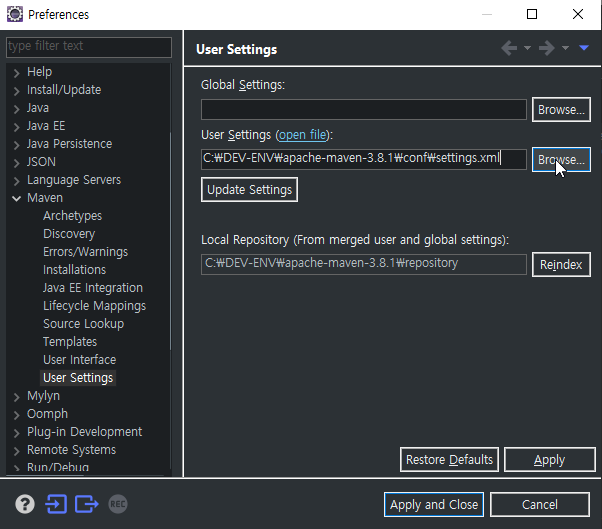 Preferences
type filter text
Help
Install/Update
Java
Java EE
Java Persistence
JSON
Language Servers
Maven
Archetypes
Discovery
Errors/Warnings
Installations
Java EE Integration
Lifecycle Mappings
Source Lookup
Templates
User Interface
User Settings
Mylyn
Oomph
Plug-in Development
Remote Systems
Run/Debug
User Settings
Global Settings:
Browse...
User Settings (open file):
C:₩DEV-ENV₩apache-maven-3.8.1₩conf₩settings.xml
Browse...
Update Settings
Local Repository (From merged user and global settings):
C:₩DEV-ENV₩apache-maven-3.8.1₩repository
Reindex
Restore Defaults
Apply
?
REC
Apply and Close
Cancel